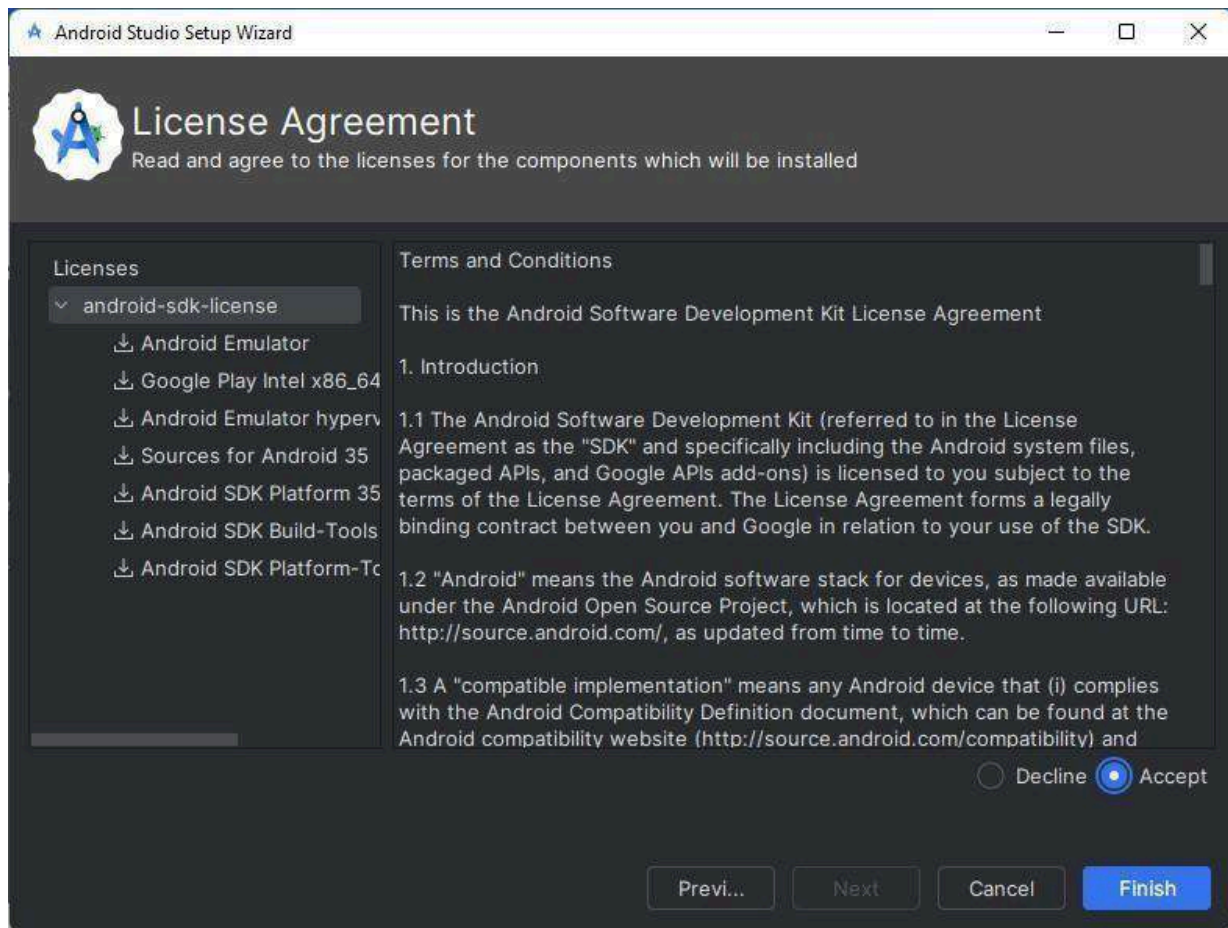 Android Studio Setup Wizard
License Agreement
Read and agree to the licenses for the components which will be installed
Licenses
android-sdk-license
Android Emulator
Google Play Intel x86_64
Android Emulator hyperv
Sources for Android 35
Android SDK Platform 35
Android SDK Build-Tools
Android SDK Platform-To
Terms and Conditions
This is the Android Software Development Kit License Agreement
1. Introduction
1.1 The Android Software Development Kit (referred to in the License
Agreement as the "SDK" and specifically including the Android system files,
packaged APIs, and Google APIs add-ons) is licensed to you subject to the
terms of the License Agreement. The License Agreement forms a legally
binding contract between you and Google in relation to your use of the SDK.
1.2 "Android" means the Android software stack for devices, as made available
under the Android Open Source Project, which is located at the following URL:
http://source.android.com/, as updated from time to time.
1.3 A "compatible implementation" means any Android device that (i) complies
with the Android Compatibility Definition document, which can be found at the
Android compatibility website (http://source.android.com/compatibility) and
Decline Accept
Previ... Next Cancel Finish